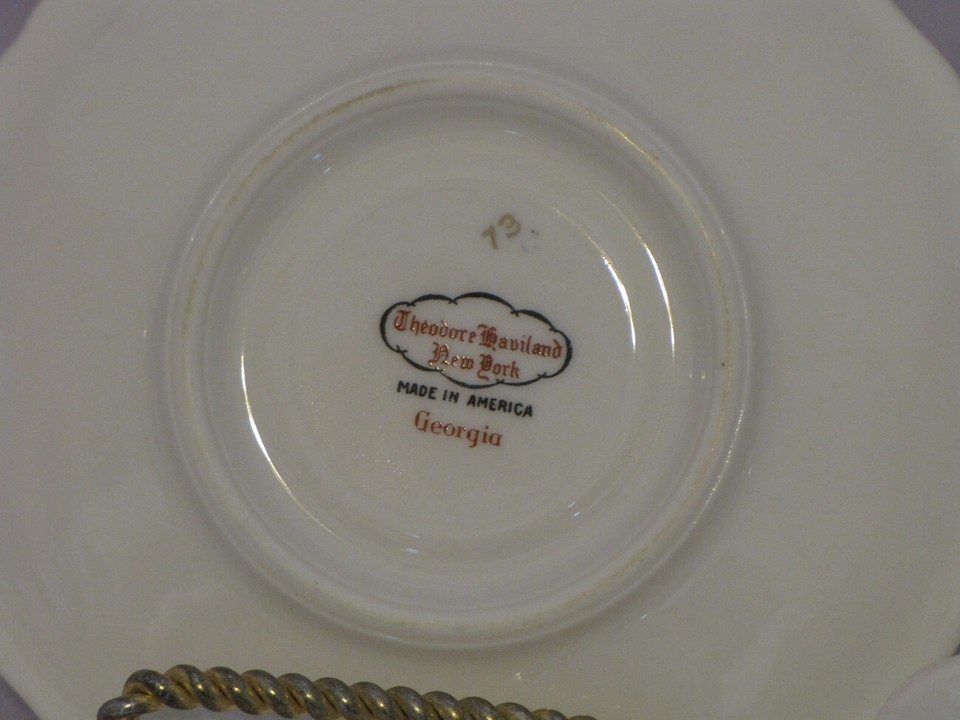 73
Theodore Haviland
New York
MADE IN AMERICA
Georgia